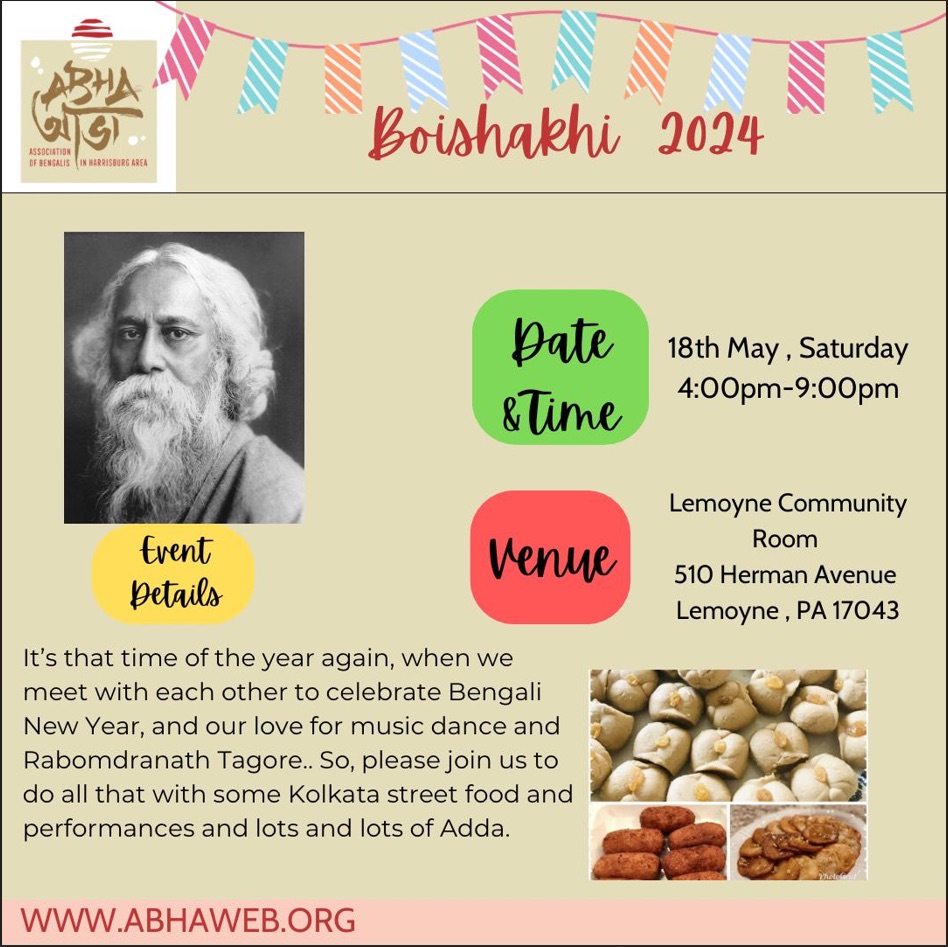 ABHA
আভা
ASSOCIATION
OF BENGALIS IN HARRISBURG AREA
Boishakhi 2024
Date
&Time
18th May , Saturday
4:00pm-9:00pm
Venue
Lemoyne Community
Room
510 Herman Avenue
Lemoyne , PA 17043
Event
Details
It’s that time of the year again, when we
meet with each other to celebrate Bengali
New Year, and our love for music dance and
Rabomdranath Tagore.. So, please join us to
do all that with some Kolkata street food and
performances and lots and lots of Adda.
PhotoGrid
WWW.ABHAWEB.ORG